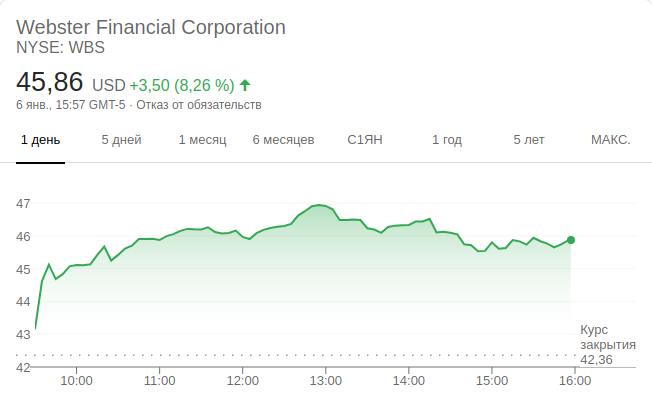 Webster Financial Corporation
NYSE: WBS
45,86 USD +3,50 (8,26 %)
6 янв., 15:57 GMT-5 · Отказ от обязательств
1 день 5 дней 1 месяц 6 месяцев С1ЯН 1 год 5 лет МАКС.
47
46
45
44
43
Курс
закрытия
42,36
42
10:00 11:00 12:00 13:00 14:00 15:00 16:00